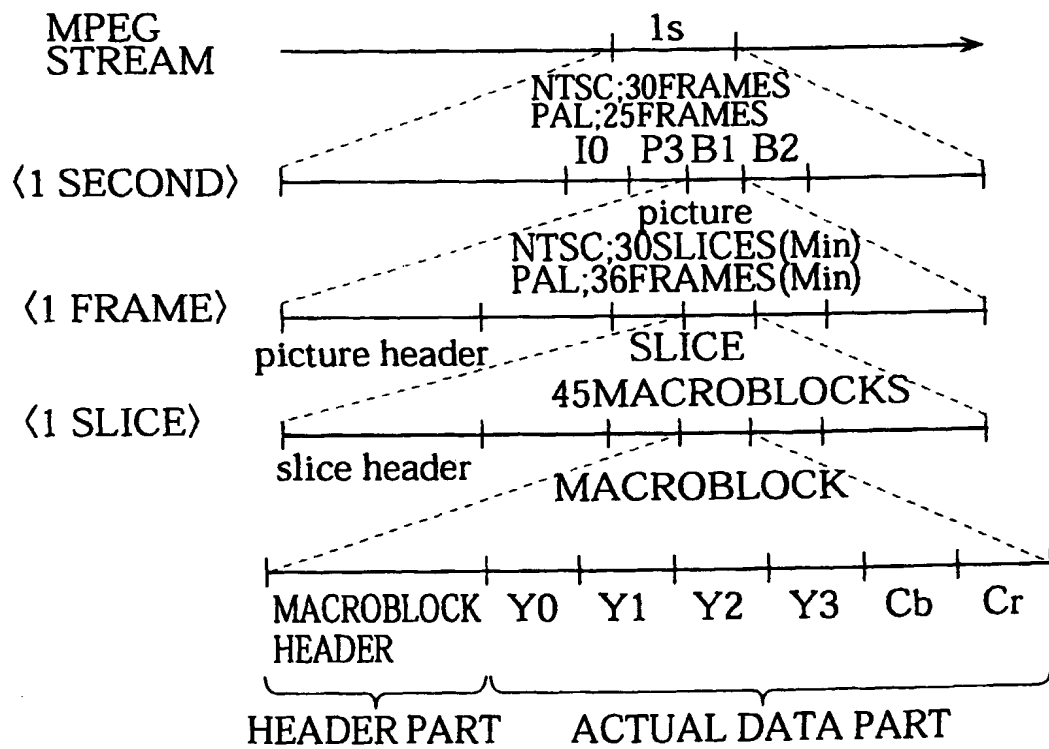 MPEG
STREAM
1s
NTSC;30FRAMES
PAL;25FRAMES
I0 P3 B1 B2
〈1 SECOND〉
picture
NTSC;30SLICES(Min)
PAL;36FRAMES(Min)
〈1 FRAME〉
picture header
SLICE
45MACROBLOCKS
〈1 SLICE〉
slice header
MACROBLOCK
MACROBLOCK
HEADER
Y0 Y1 Y2 Y3 Cb Cr
HEADER PART
ACTUAL DATA PART